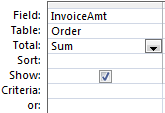 Field: InvoiceAmt
Table: Order
Total: Sum
Sort:
Show:
Criteria:
or: